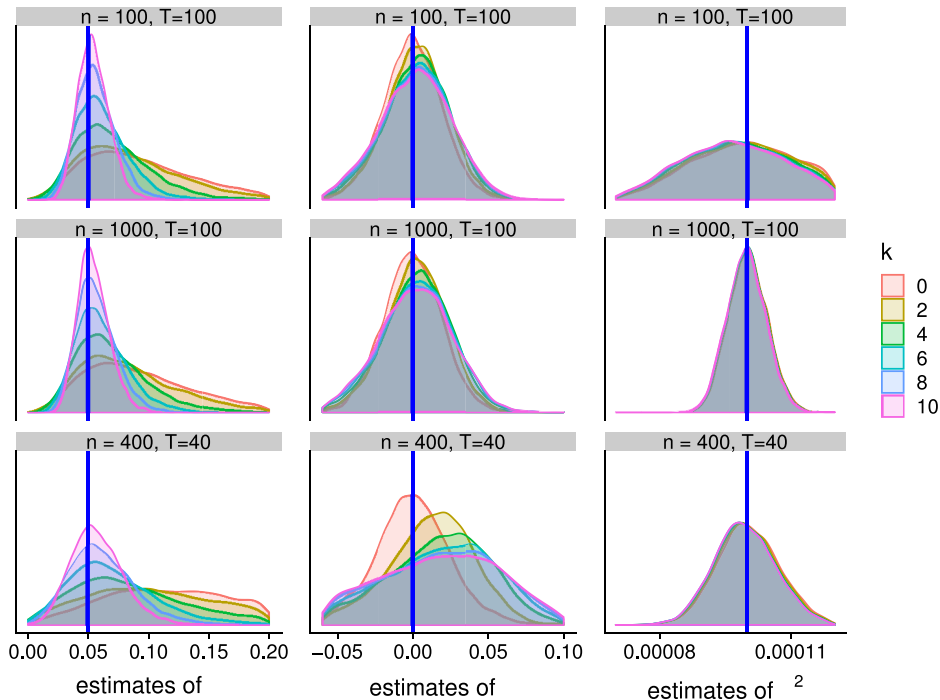 n = 100, T=100
n = 100, T=100
n = 100, T=100
n = 1000, T=100
n = 1000, T=100
n = 1000, T=100
n = 400, T=40
n = 400, T=40
n = 400, T=40
k
0
2
4
6
8
10
0.00 0.05 0.10 0.15 0.20
−0.05 0.00 0.05 0.10
0.00008 0.00011
estimates of
estimates of
estimates of ²